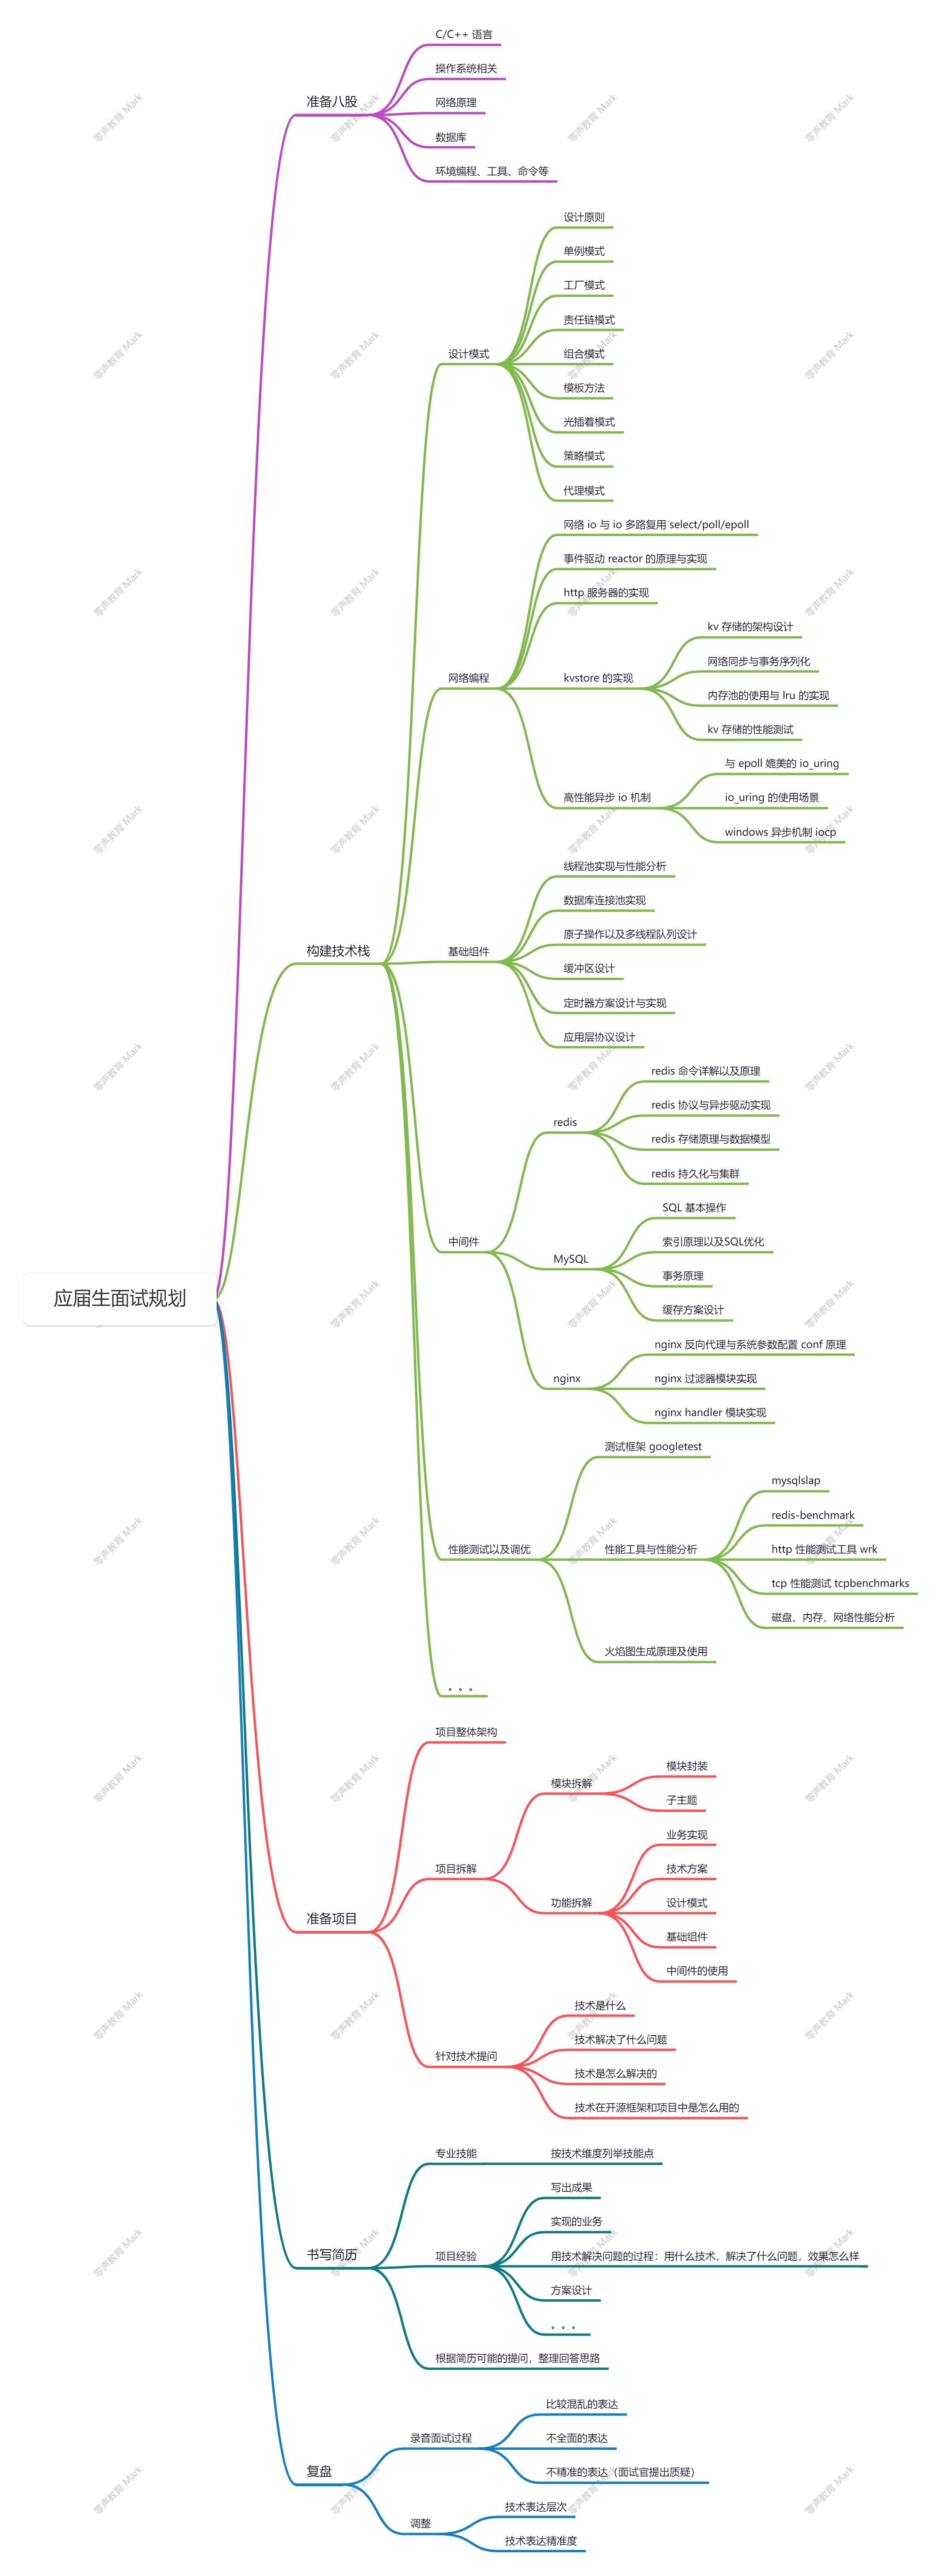 应届生面试规划
准备八股
C/C++ 语言
操作系统相关
网络原理
数据库
环境编程、工具、命令等
构建技术栈
设计模式
设计原则
单例模式
工厂模式
责任链模式
组合模式
模板方法
光插着模式
策略模式
代理模式
网络编程
网络 io 与 io 多路复用 select/poll/epoll
事件驱动 reactor 的原理与实现
http 服务器的实现
kvstore 的实现
kv 存储的架构设计
网络同步与事务序列化
内存池的使用与 lru 的实现
kv 存储的性能测试
高性能异步 io 机制
与 epoll 媲美的 io_uring
io_uring 的使用场景
windows 异步机制 iocp
基础组件
线程池实现与性能分析
数据库连接池实现
原子操作以及多线程队列设计
缓冲区设计
定时器方案设计与实现
应用层协议设计
中间件
redis
redis 命令详解以及原理
redis 协议与异步驱动实现
redis 存储原理与数据模型
redis 持久化与集群
MySQL
SQL 基本操作
索引原理以及SQL优化
事务原理
缓存方案设计
nginx
nginx 反向代理与系统参数配置 conf 原理
nginx 过滤器模块实现
nginx handler 模块实现
性能测试以及调优
测试框架 googletest
性能工具与性能分析
mysqlslap
redis-benchmark
http 性能测试工具 wrk
tcp 性能测试 tcpbenchmarks
磁盘、内存、网络性能分析
火焰图生成原理及使用
。。。
准备项目
项目整体架构
项目拆解
模块拆解
模块封装
子主题
功能拆解
业务实现
技术方案
设计模式
基础组件
中间件的使用
针对技术提问
技术是什么
技术解决了什么问题
技术是怎么解决的
技术在开源框架和项目中是怎么用的
书写简历
专业技能
按技术维度列举技能点
项目经验
写出成果
实现的业务
用技术解决问题的过程：用什么技术，解决了什么问题，效果怎么样
方案设计
。。。
根据简历可能的提问，整理回答思路
复盘
录音面试过程
比较混乱的表达
不全面的表达
不精准的表达（面试官提出质疑）
调整
技术表达层次
技术表达精准度
零声教育 Mark